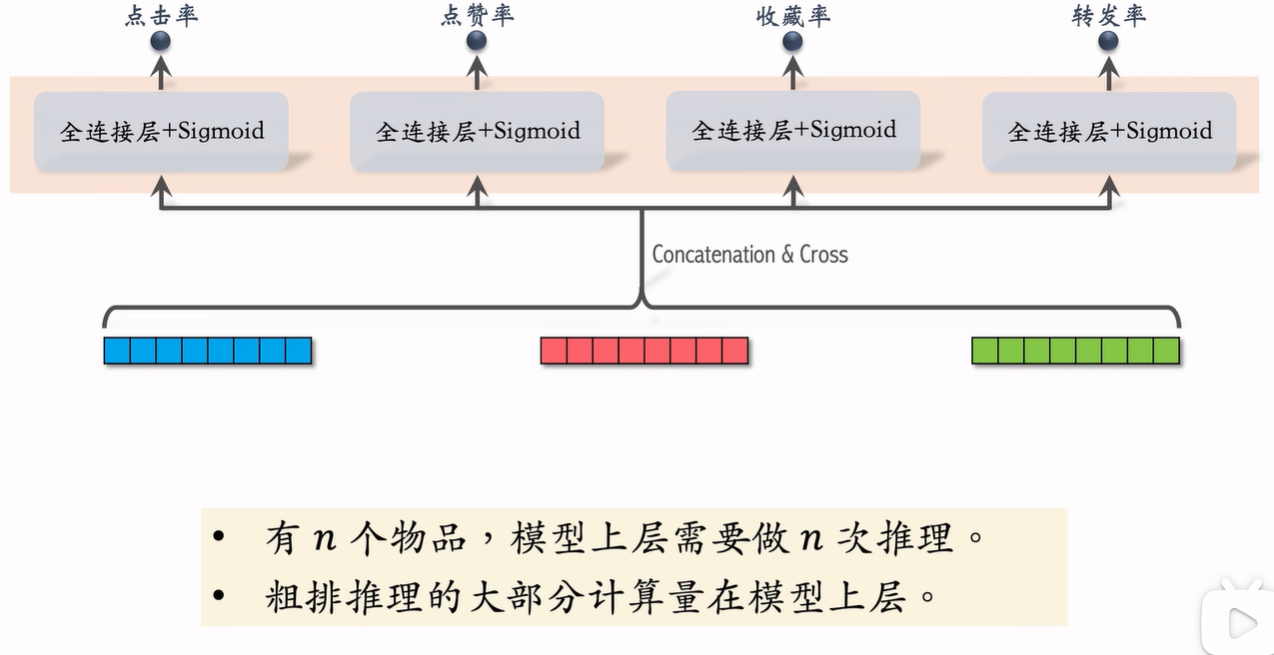 点击率 点赞率 收藏率 转发率
全连接层+Sigmoid 全连接层+Sigmoid 全连接层+Sigmoid 全连接层+Sigmoid
Concatenation & Cross
• 有 n 个物品，模型上层需要做 n 次推理。
• 粗排推理的大部分计算量在模型上层。